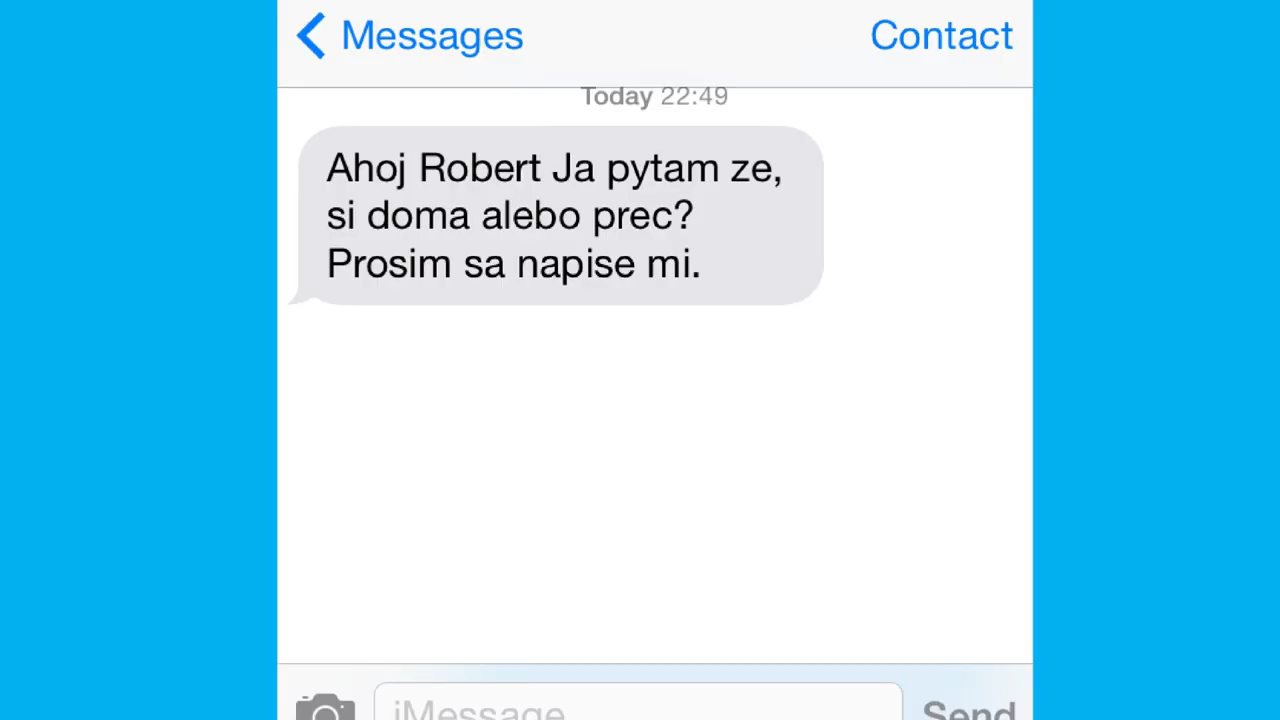 Messages
Contact
Today 22:49
Ahoj Robert Ja pytam ze,
si doma alebo prec?
Prosim sa napise mi.
iMessage
Send